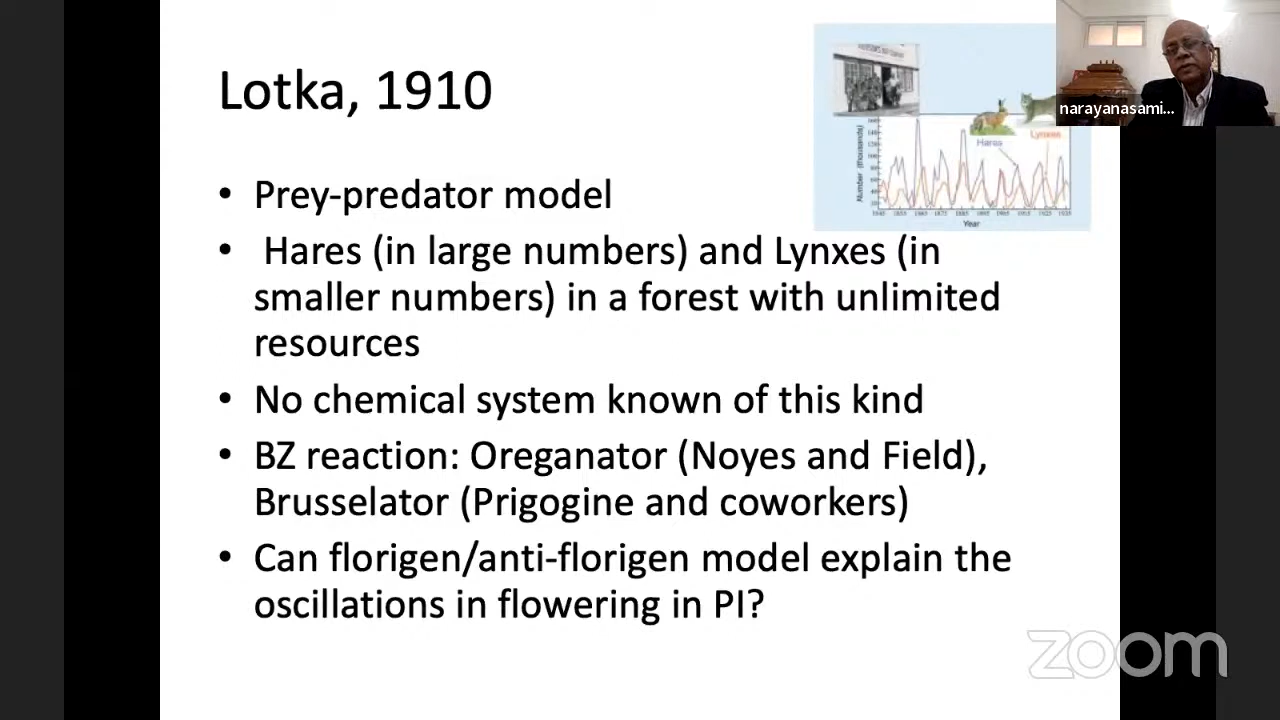 Lotka, 1910
narayanasami...
Hares
Lynxes
Number (thousands)
Year
• Prey-predator model
• Hares (in large numbers) and Lynxes (in
smaller numbers) in a forest with unlimited
resources
• No chemical system known of this kind
• BZ reaction: Oreganator (Noyes and Field),
Brusselator (Prigogine and coworkers)
• Can florigen/anti-florigen model explain the
oscillations in flowering in PI?
zoom